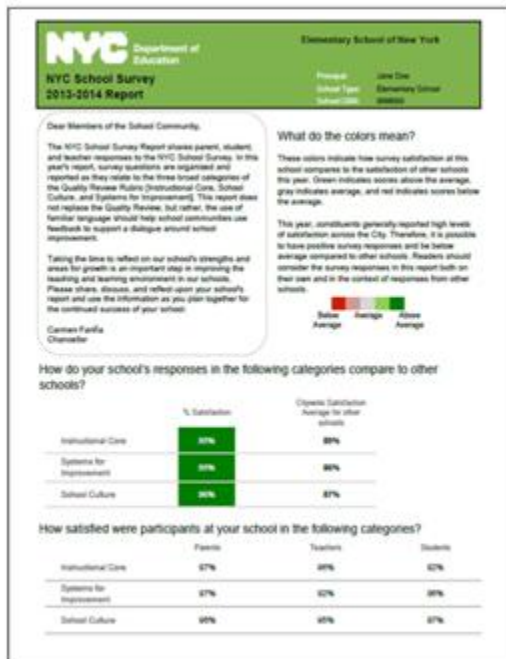 NYC Department of
Education
Elementary School of New York
NYC School Survey
2013-2014 Report
Principal: Jane Doe
School Type: Elementary School
School DBN:
Dear Members of the School Community,
The NYC School Survey Report shares parent, student,
and teacher responses to the NYC School Survey. In this
year's report, survey questions are organized and
reported as they relate to the three broad categories of
the Quality Review Rubric [Instructional Core, School
Culture, and Systems for Improvement]. This report does
not replace the Quality Review, but rather, the use of
familiar language should help school communities use
feedback to support a dialogue around school
improvement.
Taking the time to reflect on our school's strengths and
areas for growth is an important step in improving the
teaching and learning environment in our schools.
Please share, discuss, and reflect upon your school's
report and use the information as you plan together for
the continued success of your school.
Carmen Fariña
Chancellor
What do the colors mean?
These colors indicate how survey satisfaction at this
school compares to the satisfaction of other schools
this year. Green indicates scores above the average,
gray indicates average, and red indicates scores below
the average.
This year, constituents generally reported high levels
of satisfaction across the City. Therefore, it is possible
to have positive survey responses and be below
average compared to other schools. Readers should
consider the survey responses in this report both on
their own and in the context of responses from other
schools.
Below Average Average Above Average
How do your school's responses in the following categories compare to other
schools?
% Satisfaction
Citywide Satisfaction
Average for other
schools
Instructional Core
Systems for
Improvement
School Culture 87%
How satisfied were participants at your school in the following categories?
Parents Teachers Students
Instructional Core 97% 92%
Systems for
Improvement 97% 92%
School Culture 95% 95% 87%